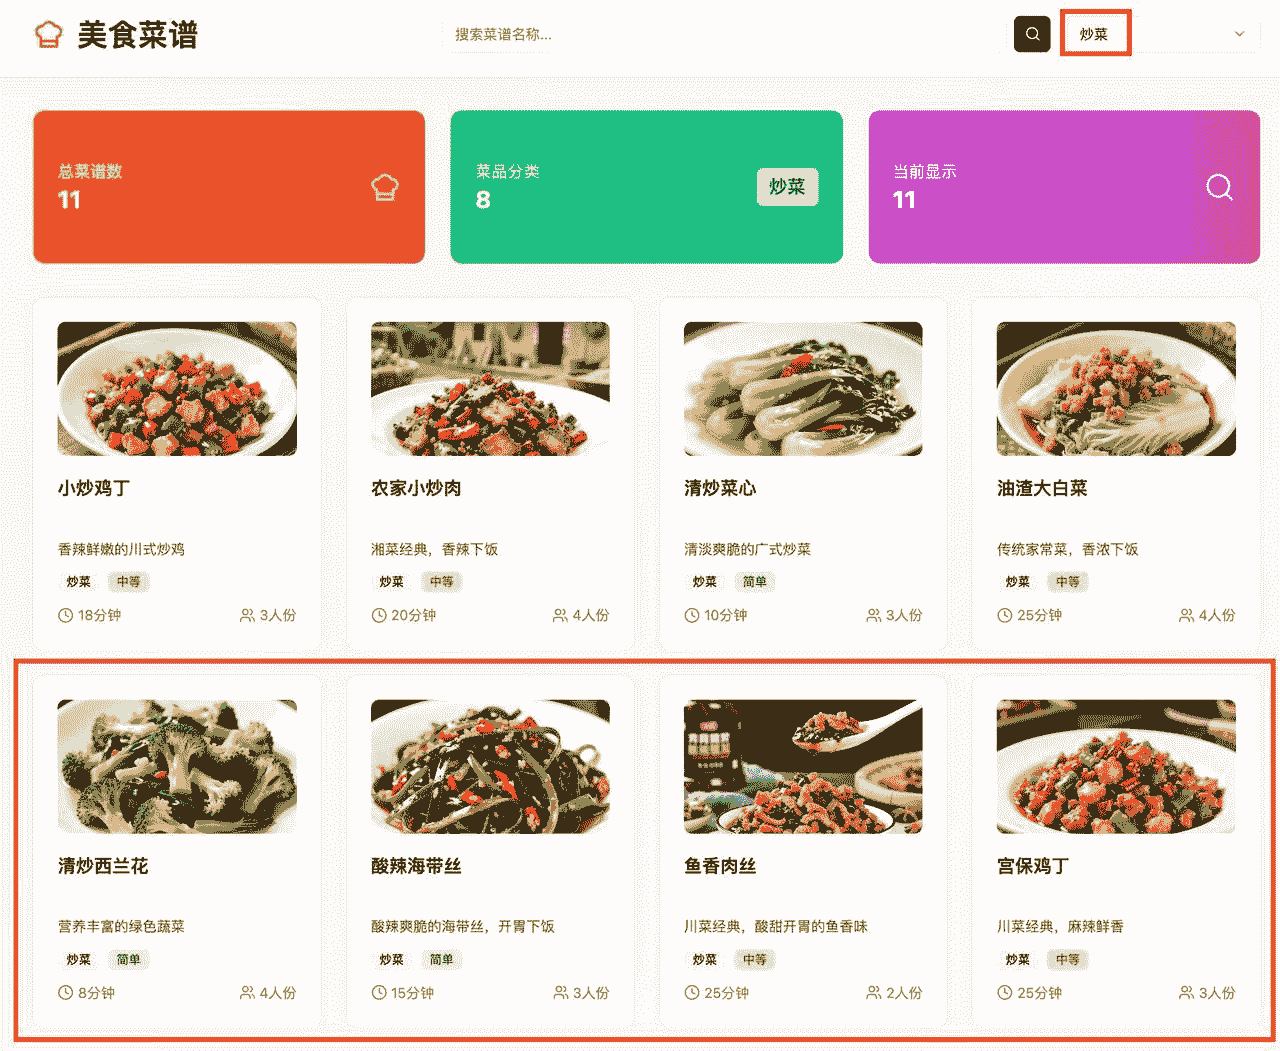 美食菜谱
搜索菜谱名称...
炒菜
总菜谱数
11
菜品分类
8
炒菜
当前显示
11
小炒鸡丁
香辣鲜嫩的川式炒鸡
炒菜 中等
18分钟 3人份
农家小炒肉
湘菜经典，香辣下饭
炒菜 中等
20分钟 4人份
清炒菜心
清淡爽脆的广式炒菜
炒菜 简单
10分钟 3人份
油渣大白菜
传统家常菜，香浓下饭
炒菜 中等
25分钟 4人份
清炒西兰花
营养丰富的绿色蔬菜
炒菜 简单
8分钟 4人份
酸辣海带丝
酸辣爽脆的海带丝，开胃下饭
炒菜 简单
15分钟 3人份
鱼香肉丝
川菜经典，酸甜开胃的鱼香味
炒菜 中等
25分钟 2人份
宫保鸡丁
川菜经典，麻辣鲜香
炒菜 中等
25分钟 3人份